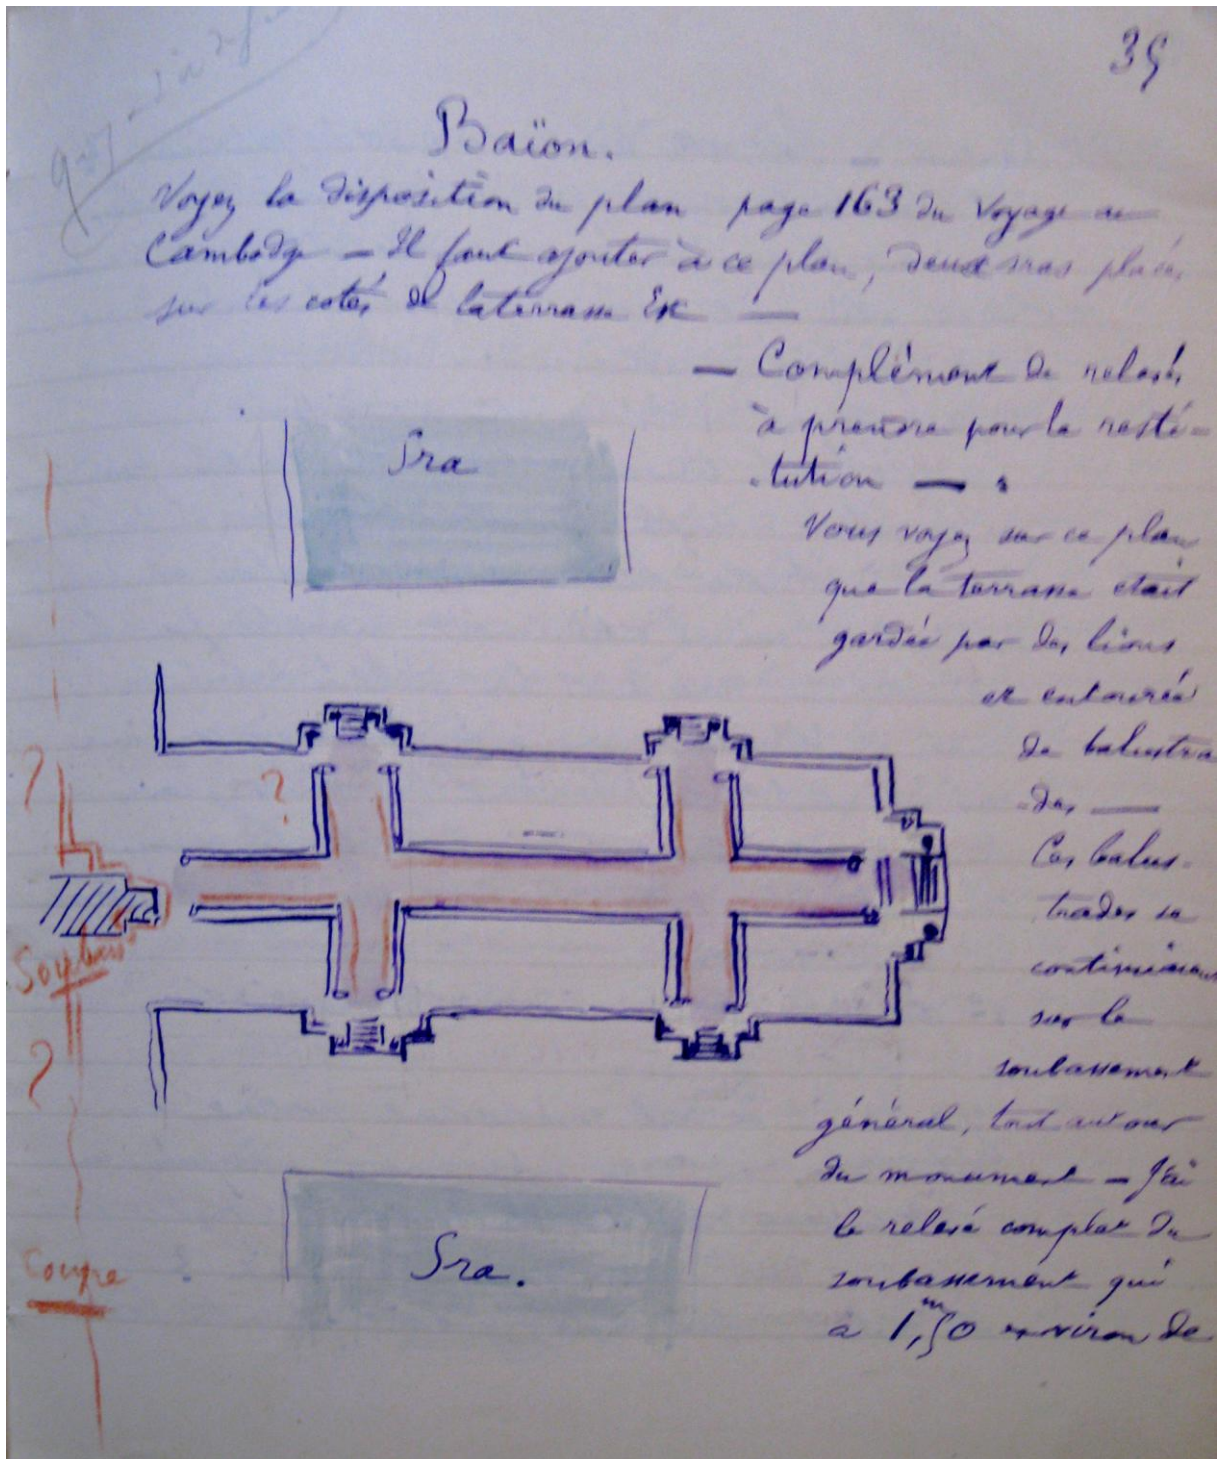 35
Baïon.
Voyez la disposition du plan page 163 du Voyage au
Cambodge — Il faut ajouter à ce plan, deux sras placés
sur les cotés de la terrasse Est —
— Complément de relevés
à prendre pour la resti-
tution —
Sra
Vous voyez sur ce plan
que la terrasse était
gardée par des lions
et entourée
de balustra
-des —
Ces balus-
trades se
continuaient
sur le
soubassement
général, tout autour
du monument — J'ai
le relevé complet du
soubassement qui
a 1,50 m environ de
?
?
Soubass
?
Coupe
Sra.